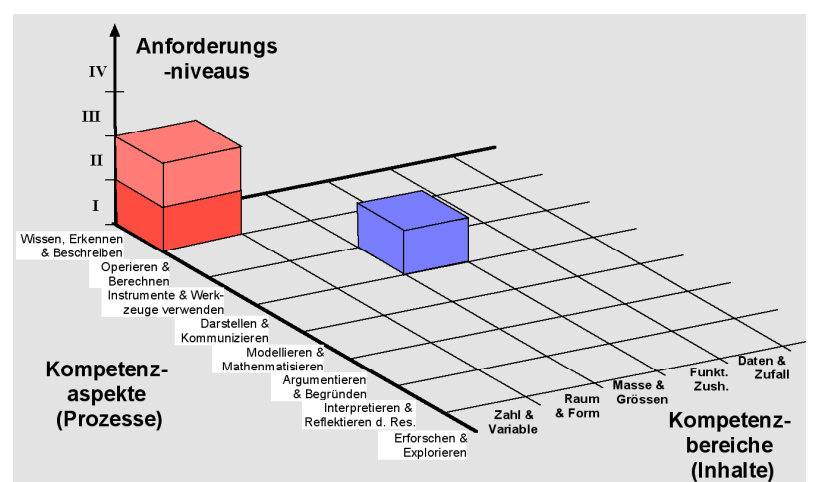 Anforderungs
-niveaus
IV
III
II
I
Wissen, Erkennen
& Beschreiben
Operieren &
Berechnen
Instrumente & Werk-
zeuge verwenden
Darstellen &
Kommunizieren
Modellieren &
Mathenmatisieren
Argumentieren
& Begründen
Interpretieren &
Reflektieren d. Res.
Erforschen &
Explorieren
Kompetenz-
aspekte
(Prozesse)
Zahl &
Variable
Raum
& Form
Masse &
Grössen
Funkt.
Zush.
Daten &
Zufall
Kompetenz-
bereiche
(Inhalte)